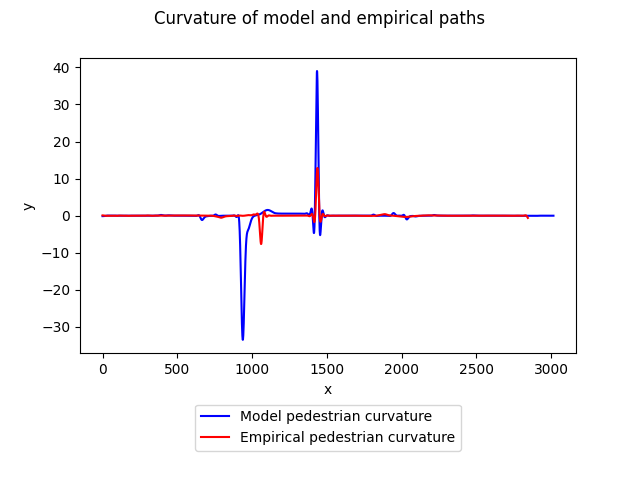 Curvature of model and empirical paths
40
30
20
10
0
−10
−20
−30
y
0 500 1000 1500 2000 2500 3000
x
Model pedestrian curvature
Empirical pedestrian curvature